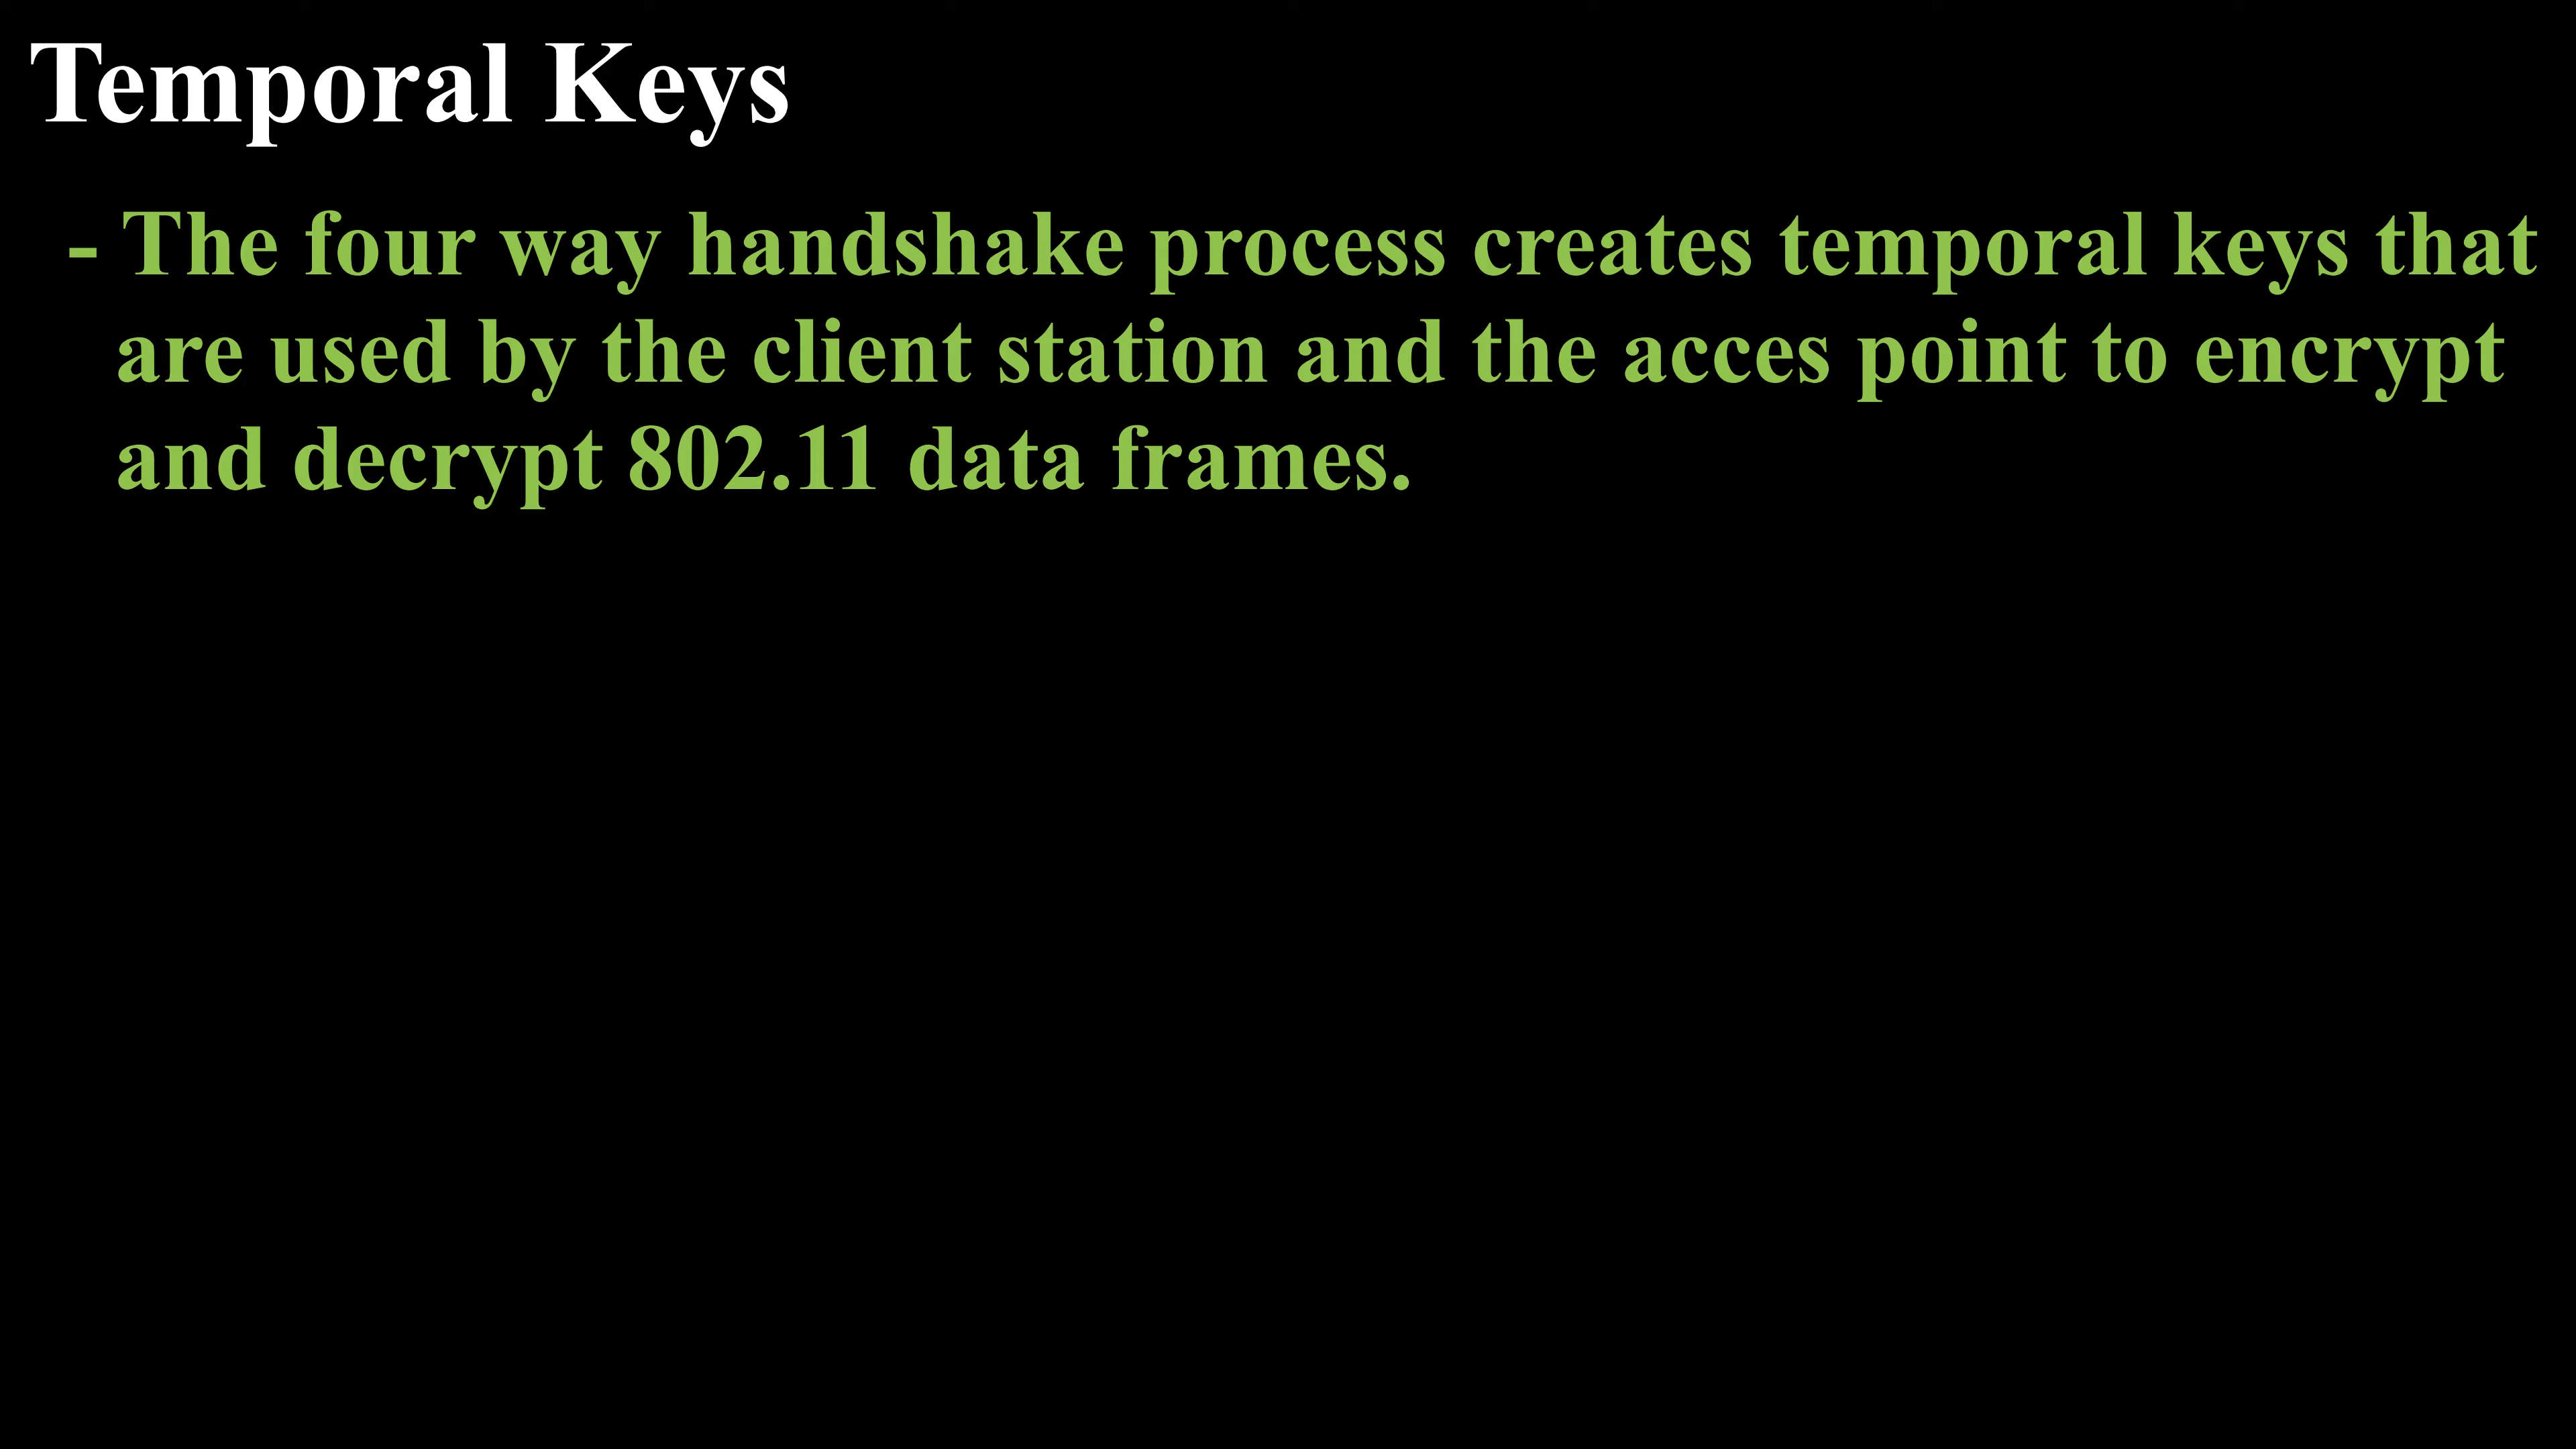 Temporal Keys
- The four way handshake process creates temporal keys that
are used by the client station and the acces point to encrypt
and decrypt 802.11 data frames.